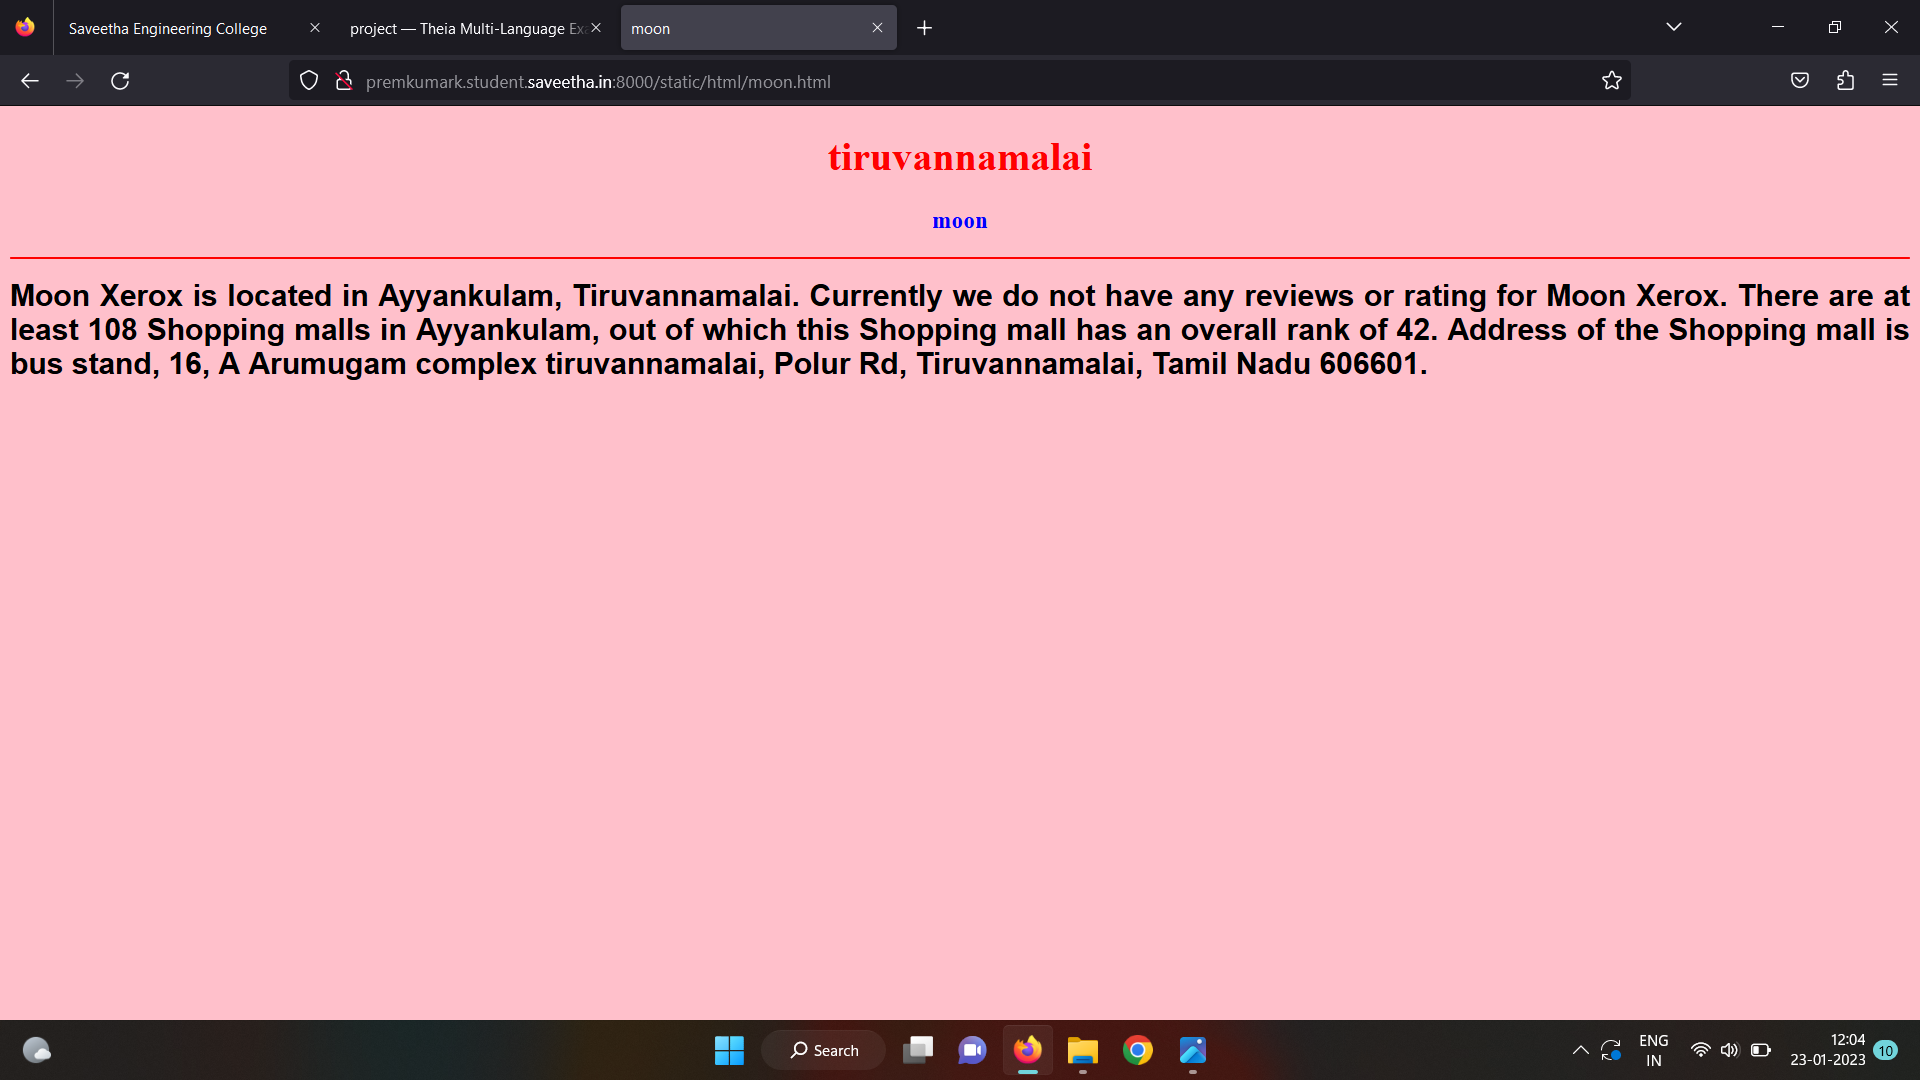 Saveetha Engineering College
project — Theia Multi-Language Ex
moon
premkumark.student.saveetha.in:8000/static/html/moon.html
tiruvannamalai
moon
Moon Xerox is located in Ayyankulam, Tiruvannamalai. Currently we do not have any reviews or rating for Moon Xerox. There are at
least 108 Shopping malls in Ayyankulam, out of which this Shopping mall has an overall rank of 42. Address of the Shopping mall is
bus stand, 16, A Arumugam complex tiruvannamalai, Polur Rd, Tiruvannamalai, Tamil Nadu 606601.
Search
ENG
IN
12:04
23-01-2023
10